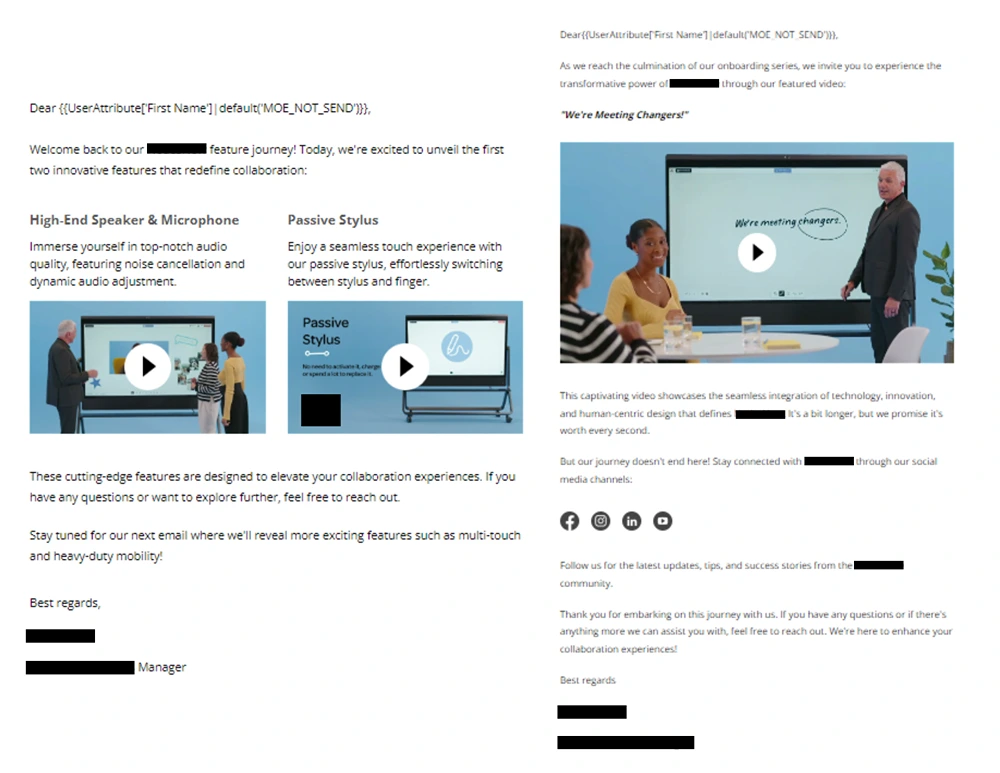 Dear {{UserAttribute['First Name']|default('MOE_NOT_SEND')}},
Welcome back to our feature journey! Today, we're excited to unveil the first
two innovative features that redefine collaboration:
High-End Speaker & Microphone
Immerse yourself in top-notch audio
quality, featuring noise cancellation and
dynamic audio adjustment.
Passive Stylus
Enjoy a seamless touch experience with
our passive stylus, effortlessly switching
between stylus and finger.
Passive
Stylus
No need to activate it, charge
or spend a lot to replace it.
These cutting-edge features are designed to elevate your collaboration experiences. If you
have any questions or want to explore further, feel free to reach out.
Stay tuned for our next email where we'll reveal more exciting features such as multi-touch
and heavy-duty mobility!
Best regards,
Manager
Dear{{UserAttribute['First Name']|default('MOE_NOT_SEND')}},
As we reach the culmination of our onboarding series, we invite you to experience the
transformative power of through our featured video:
"We're Meeting Changers!"
We're meeting changers.
This captivating video showcases the seamless integration of technology, innovation,
and human-centric design that defines It's a bit longer, but we promise it's
worth every second.
But our journey doesn't end here! Stay connected with through our social
media channels:
Follow us for the latest updates, tips, and success stories from the
community.
Thank you for embarking on this journey with us. If you have any questions or if there's
anything more we can assist you with, feel free to reach out. We're here to enhance your
collaboration experiences!
Best regards